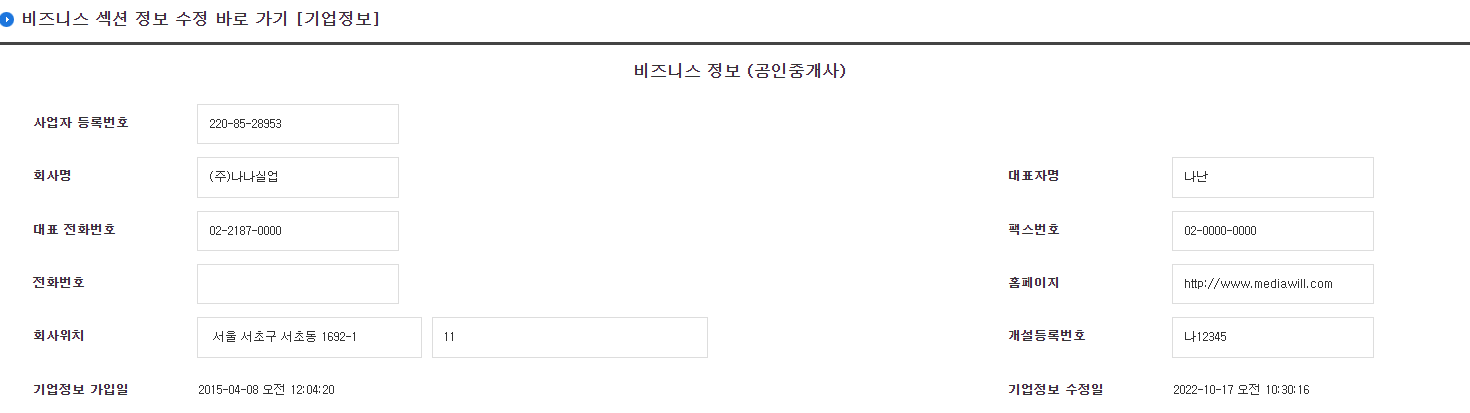 비즈니스 섹션 정보 수정 바로 가기 [기업정보]
비즈니스 정보 (공인중개사)
사업자 등록번호 220-85-28953
회사명 (주)나나실업 대표자명 나난
대표 전화번호 02-2187-0000 팩스번호 02-0000-0000
전화번호 홈페이지 http://www.mediawill.com
회사위치 서울 서초구 서초동 1692-1 11 개설등록번호 나12345
기업정보 가입일 2015-04-08 오전 12:04:20 기업정보 수정일 2022-10-17 오전 10:30:16